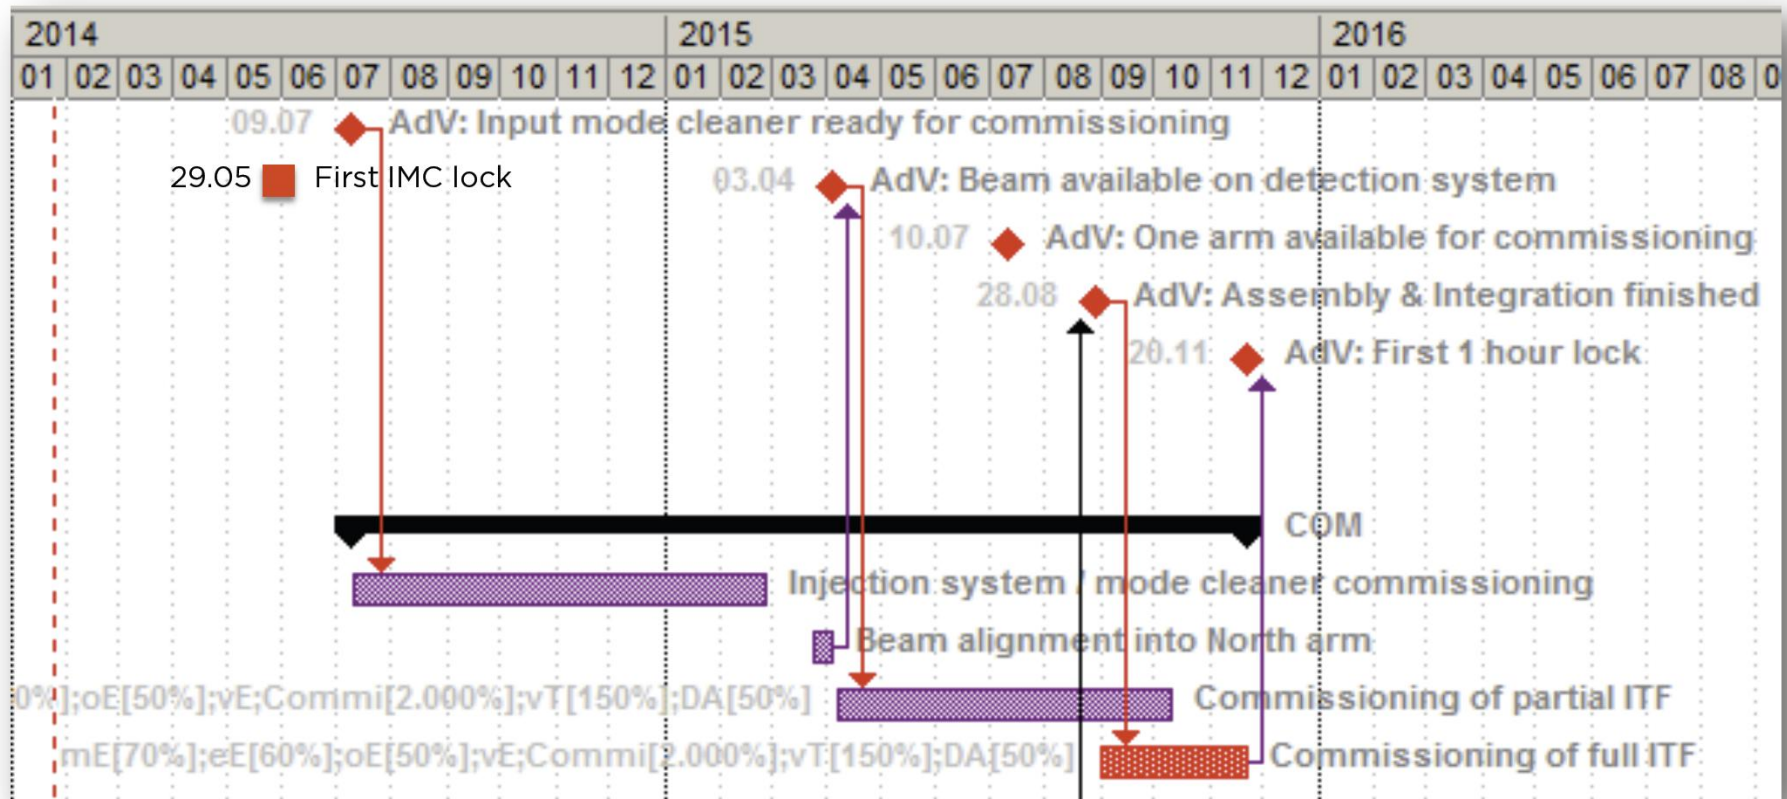 2014 2015 2016
01 02 03 04 05 06 07 08 09 10 11 12 01 02 03 04 05 06 07 08 09 10 11 12 01 02 03 04 05 06 07 08
09.07 AdV: Input mode cleaner ready for commissioning
29.05 First IMC lock
03.04 AdV: Beam available on detection system
10.07 AdV: One arm available for commissioning
28.08 AdV: Assembly & Integration finished
20.11 AdV: First 1 hour lock
COM
Injection system / mode cleaner commissioning
Beam alignment into North arm
0%];oE[50%];vE;Commi[2.000%];vT[150%];DA[50%] Commissioning of partial ITF
mE[70%];eE[60%];oE[50%];vE;Commi[2.000%];vT[150%];DA[50%] Commissioning of full ITF